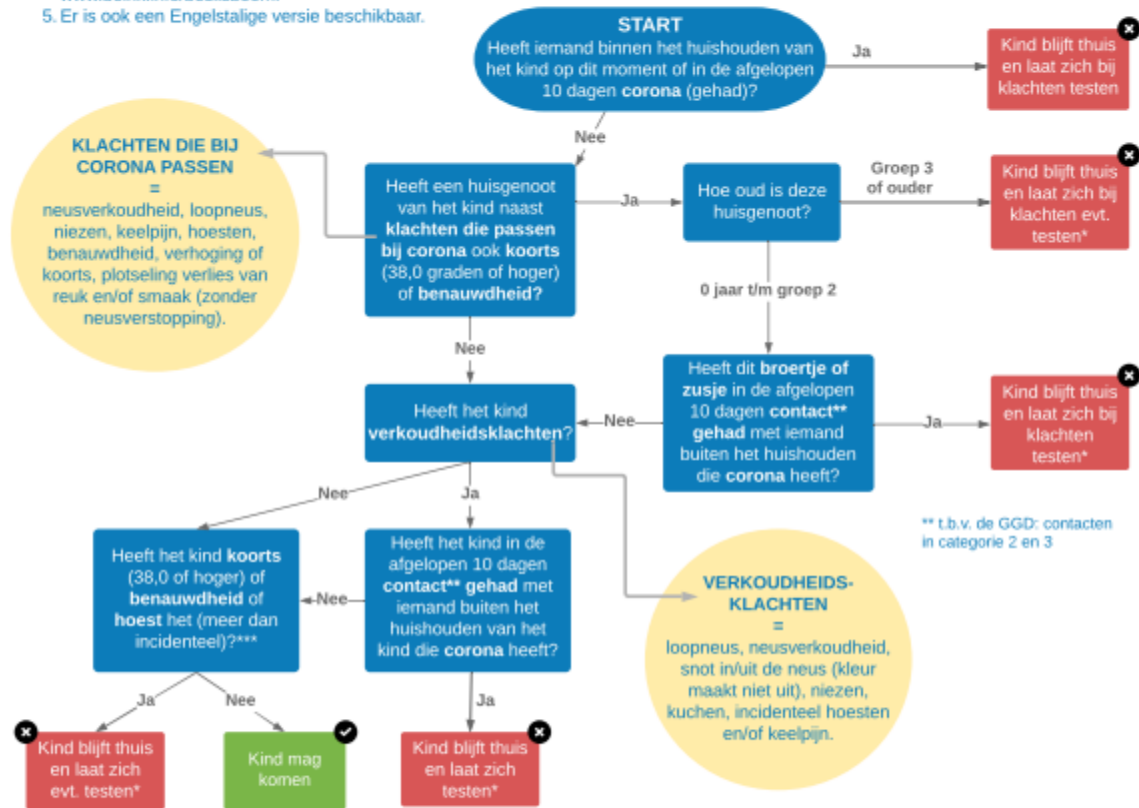 5. Er is ook een Engelstalige versie beschikbaar.
START
Heeft iemand binnen het huishouden van
het kind op dit moment of in de afgelopen
10 dagen corona (gehad)?
Ja
Kind blijft thuis
en laat zich bij
klachten testen
Nee
KLACHTEN DIE BIJ
CORONA PASSEN
=
neusverkoudheid, loopneus,
niezen, keelpijn, hoesten,
benauwdheid, verhoging of
koorts, plotseling verlies van
reuk en/of smaak (zonder
neusverstopping).
Heeft een huisgenoot
van het kind naast
klachten die passen
bij corona ook koorts
(38,0 graden of hoger)
of benauwdheid?
Ja
Hoe oud is deze
huisgenoot?
Groep 3
of ouder
Kind blijft thuis
en laat zich bij
klachten evt.
testen*
0 jaar t/m groep 2
Nee
Heeft het kind
verkoudheidsklachten?
Nee
Heeft dit broertje of
zusje in de afgelopen
10 dagen contact**
gehad met iemand
buiten het huishouden
die corona heeft?
Ja
Kind blijft thuis
en laat zich bij
klachten
testen*
Nee
Ja
** t.b.v. de GGD: contacten
in categorie 2 en 3
Heeft het kind koorts
(38,0 of hoger) of
benauwdheid of
hoest het (meer dan
incidenteel)?***
Nee
Heeft het kind in de
afgelopen 10 dagen
contact** gehad met
iemand buiten het
huishouden van het
kind die corona heeft?
VERKOUDHEIDS-
KLACHTEN
=
loopneus, neusverkoudheid,
snot in/uit de neus (kleur
maakt niet uit), niezen,
kuchen, incidenteel hoesten
en/of keelpijn.
Ja
Nee
Ja
Kind blijft thuis
en laat zich
evt. testen*
Kind mag
komen
Kind blijft thuis
en laat zich
testen*